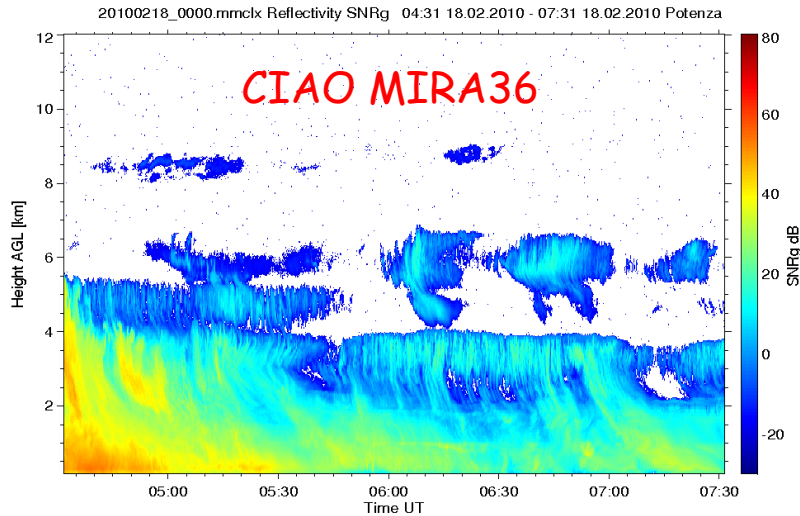 20100218_0000.mmclx Reflectivity SNRg 04:31 18.02.2010 - 07:31 18.02.2010 Potenza
CIAO MIRA36
Height AGL [km]
12
10
8
6
4
2
05:00 05:30 06:00 06:30 07:00 07:30
Time UT
80
60
40
20
0
-20
SNRg dB